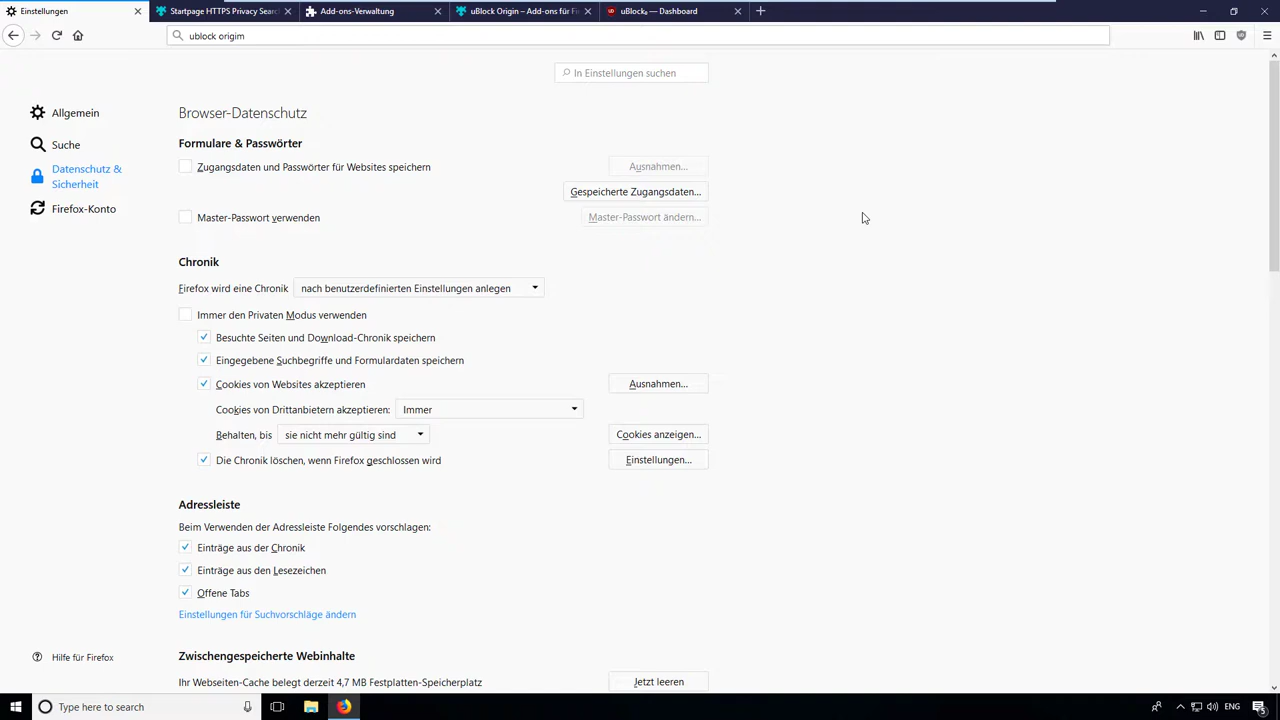 Einstellungen
Startpage HTTPS Privacy Searc
Add-ons-Verwaltung
uBlock Origin – Add-ons für Fi
uBlock₀ — Dashboard
ublock origim
In Einstellungen suchen
Allgemein
Suche
Datenschutz &
Sicherheit
Firefox-Konto
Browser-Datenschutz
Formulare & Passwörter
Zugangsdaten und Passwörter für Websites speichern
Ausnahmen...
Gespeicherte Zugangsdaten...
Master-Passwort verwenden
Master-Passwort ändern...
Chronik
Firefox wird eine Chronik
nach benutzerdefinierten Einstellungen anlegen
Immer den Privaten Modus verwenden
Besuchte Seiten und Download-Chronik speichern
Eingegebene Suchbegriffe und Formulardaten speichern
Cookies von Websites akzeptieren
Ausnahmen...
Cookies von Drittanbietern akzeptieren:
Immer
Behalten, bis
sie nicht mehr gültig sind
Cookies anzeigen...
Die Chronik löschen, wenn Firefox geschlossen wird
Einstellungen...
Adressleiste
Beim Verwenden der Adressleiste Folgendes vorschlagen:
Einträge aus der Chronik
Einträge aus den Lesezeichen
Offene Tabs
Einstellungen für Suchvorschläge ändern
Zwischengespeicherte Webinhalte
Ihr Webseiten-Cache belegt derzeit 4,7 MB Festplatten-Speicherplatz
Jetzt leeren
Hilfe für Firefox
Type here to search
ENG
5